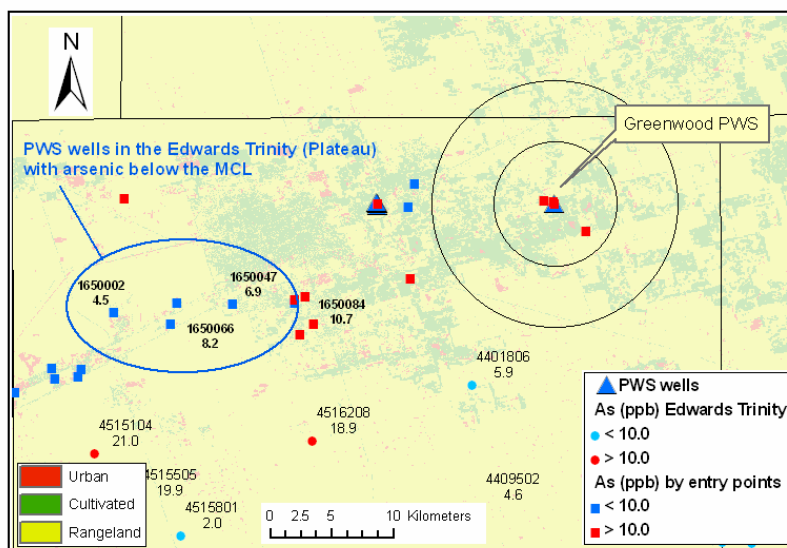 N
Greenwood PWS
PWS wells in the Edwards Trinity (Plateau)
with arsenic below the MCL
1650002
4.5
1650047
6.9
1650066
8.2
1650084
10.7
4401806
5.9
4515104
21.0
4516208
18.9
4515505
19.9
4515801
2.0
4409502
4.6
Urban
Cultivated
Rangeland
0 2.5 5 10 Kilometers
PWS wells
As (ppb) Edwards Trinity
< 10.0
> 10.0
As (ppb) by entry points
< 10.0
> 10.0